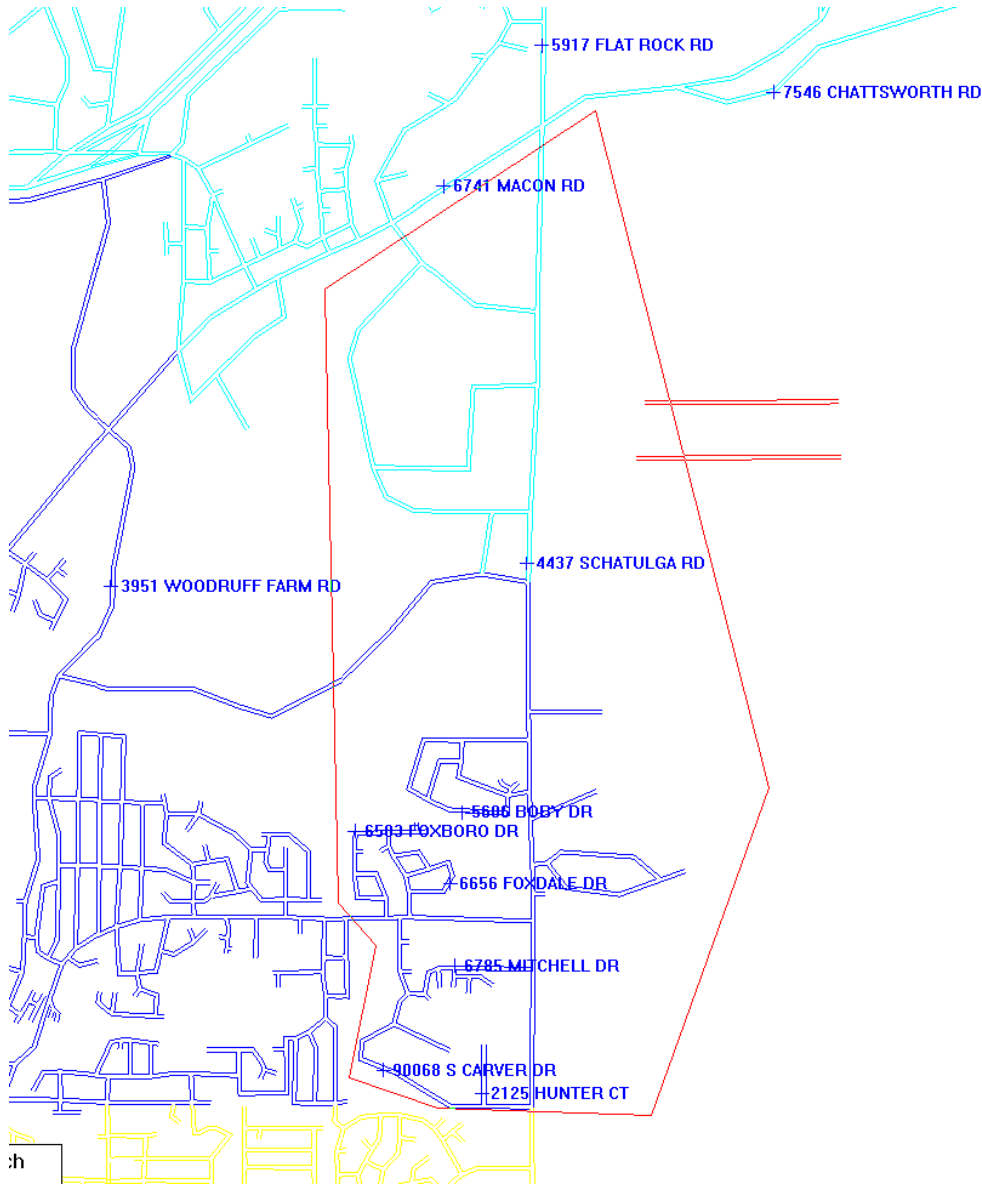 5917 FLAT ROCK RD
7546 CHATTSWORTH RD
6741 MACON RD
4437 SCHATULGA RD
3951 WOODRUFF FARM RD
5606 BOBY DR
6503 FOXBORO DR
6656 FOXDALE DR
6785 MITCHELL DR
90068 S CARVER DR
2125 HUNTER CT
ch